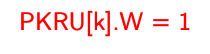 PKRU[k].W = 1